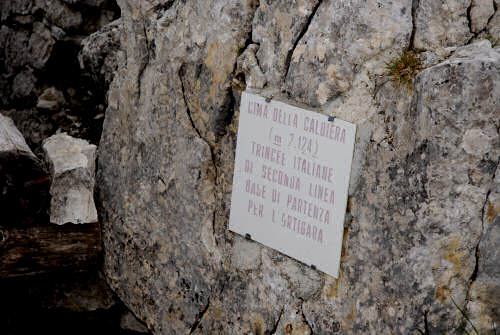 CIMA DELLA CALDIERA
(m 2.124)
TRINCEE ITALIANE
DI SECONDA LINEA
BASE DI PARTENZA
PER L'ORTIGARA